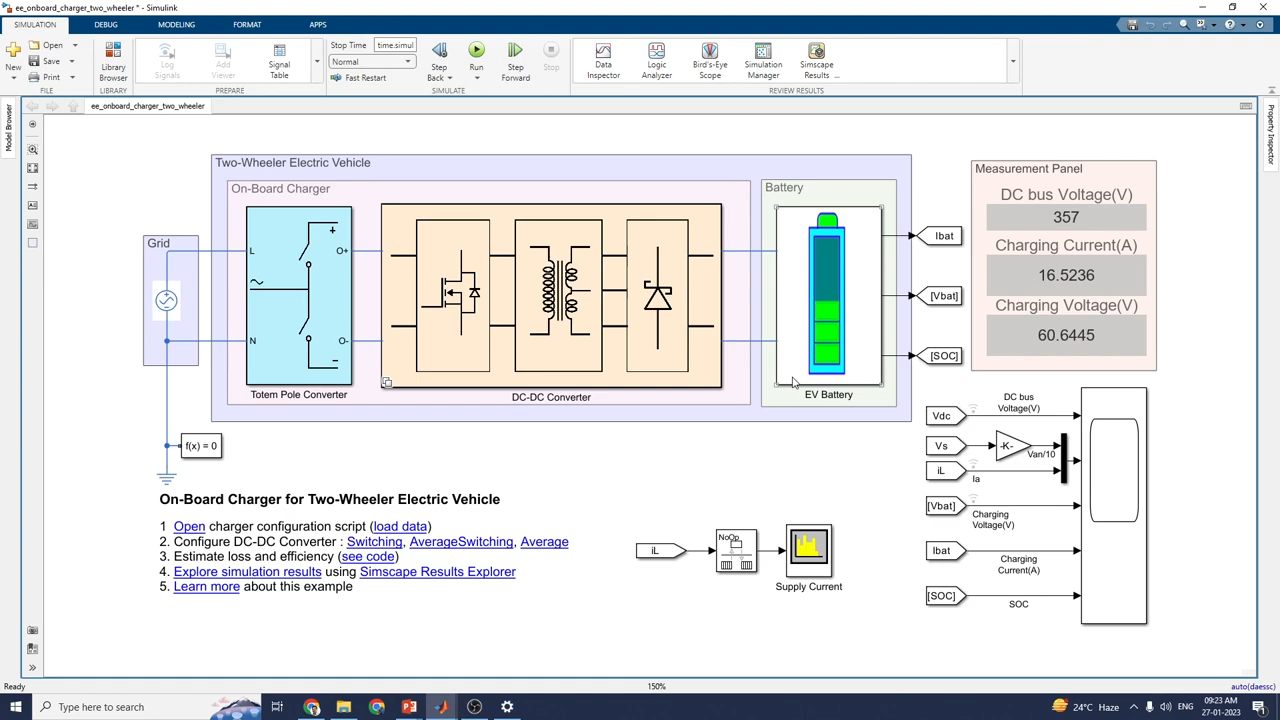 ee_onboard_charger_two_wheeler * - Simulink
SIMULATION DEBUG MODELING FORMAT APPS
New
Open
Save
Print
FILE
Library Browser
LIBRARY
Log Signals
Add Viewer
Signal Table
PREPARE
Stop Time time.simul
Normal
Fast Restart
Step Back
Run
Step Forward
Stop
SIMULATE
Data Inspector
Logic Analyzer
Bird's-Eye Scope
Simulation Manager
Simscape Results ...
REVIEW RESULTS
ee_onboard_charger_two_wheeler
Model Browser
Property Inspector
Two-Wheeler Electric Vehicle
On-Board Charger
Battery
Grid
L
N
O+
O-
+
Totem Pole Converter
DC-DC Converter
EV Battery
Ibat
[Vbat]
[SOC]
Measurement Panel
DC bus Voltage(V)
357
Charging Current(A)
16.5236
Charging Voltage(V)
60.6445
f(x) = 0
On-Board Charger for Two-Wheeler Electric Vehicle
1 Open charger configuration script (load data)
2. Configure DC-DC Converter : Switching, AverageSwitching, Average
3. Estimate loss and efficiency (see code)
4. Explore simulation results using Simscape Results Explorer
5. Learn more about this example
iL
NoOp
Supply Current
Vdc
DC bus
Voltage(V)
Vs
-K-
Van/10
iL
Ia
[Vbat]
Charging
Voltage(V)
Ibat
Charging
Current(A)
[SOC]
SOC
Ready
150%
auto(daessc)
Type here to search
24°C Haze
ENG
09:23 AM
27-01-2023